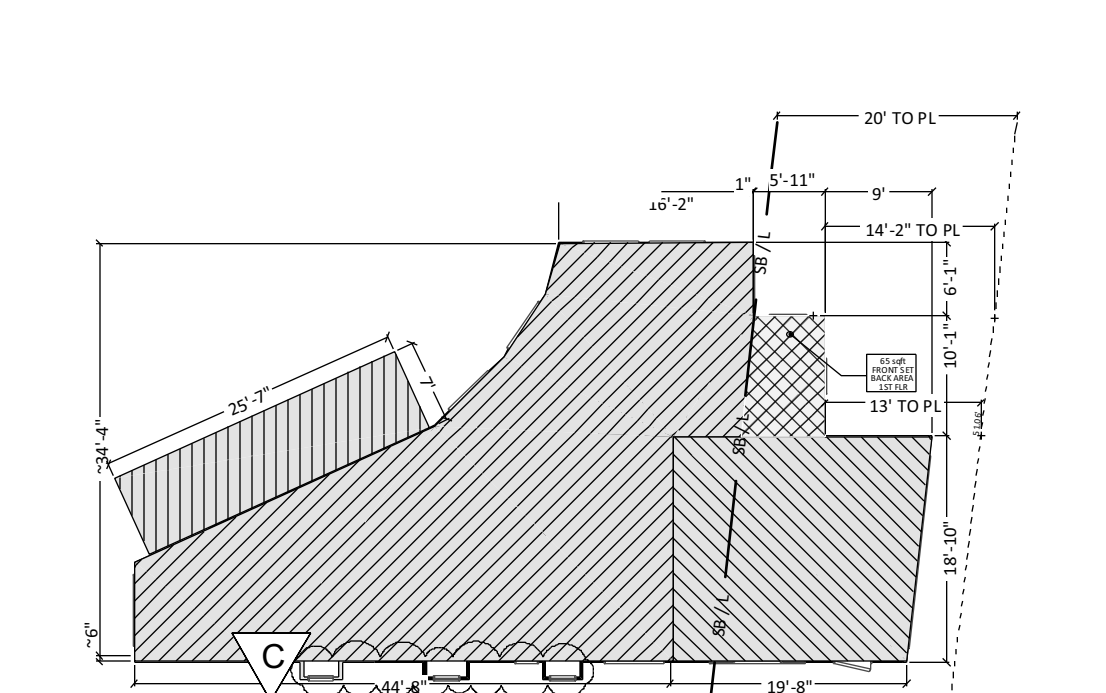 20' TO PL
1"
5'-11"
9'
16'-2"
14'-2" TO PL
SB / L
6'-1"
65 sqft
FRONT SET
BACK AREA
1ST FLR
10'-1"
7'
25'-7"
13' TO PL
SB / L
~34'-4"
18'-10"
SB / L
~6"
C
44'-8"
19'-8"